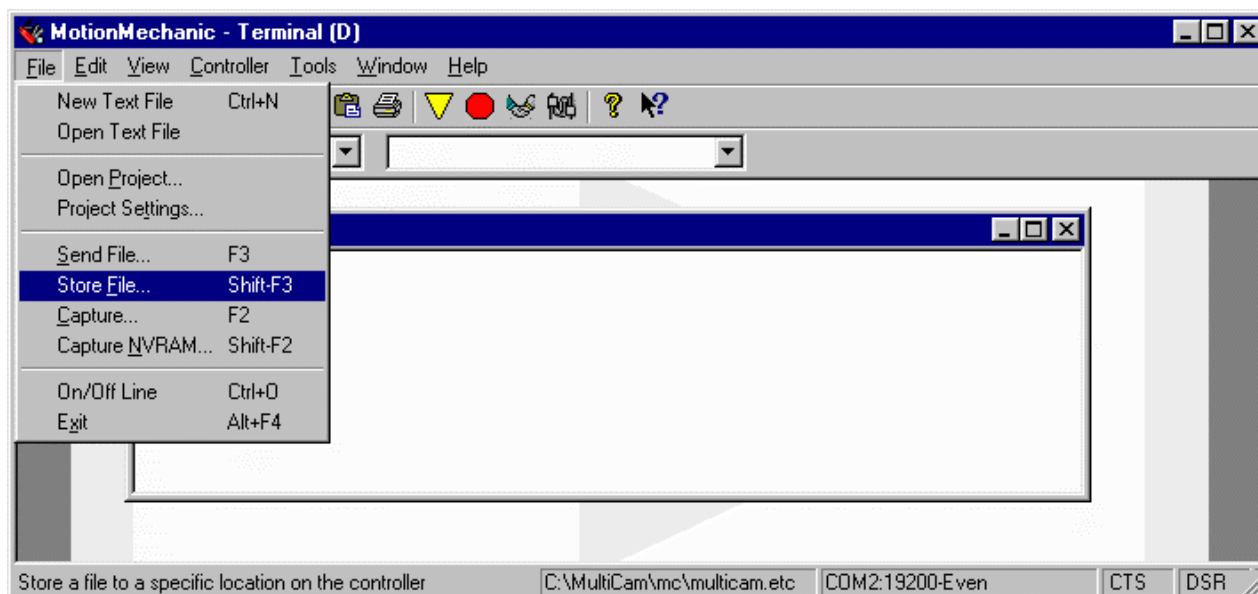 MotionMechanic - Terminal (D)
File Edit View Controller Tools Window Help
New Text File Ctrl+N
Open Text File
Open Project...
Project Settings...
Send File... F3
Store File... Shift-F3
Capture... F2
Capture NVRAM... Shift-F2
On/Off Line Ctrl+O
Exit Alt+F4
Store a file to a specific location on the controller C:\MultiCam\mc\multicam.etc COM2:19200-Even CTS DSR